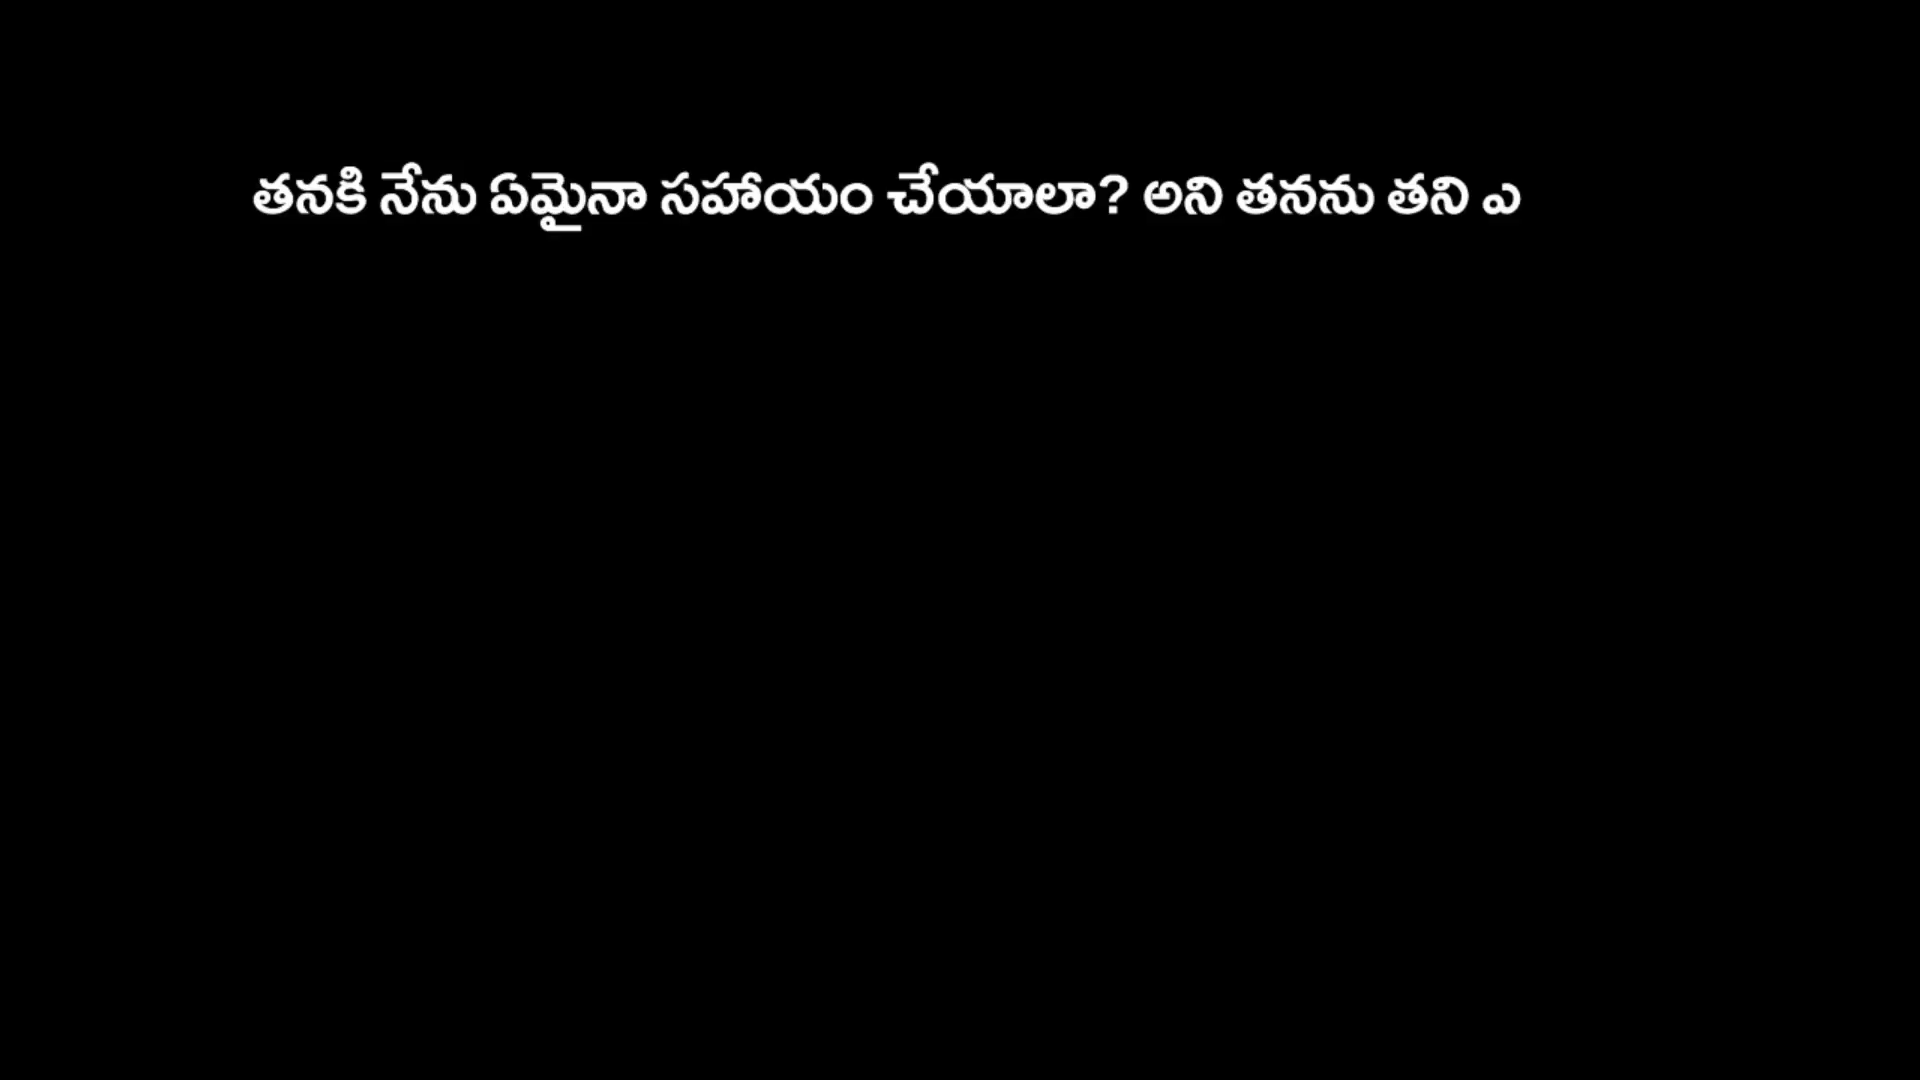 తనకి నేను ఏమైనా సహాయం చేయాలా? అని తనను తని ఎ